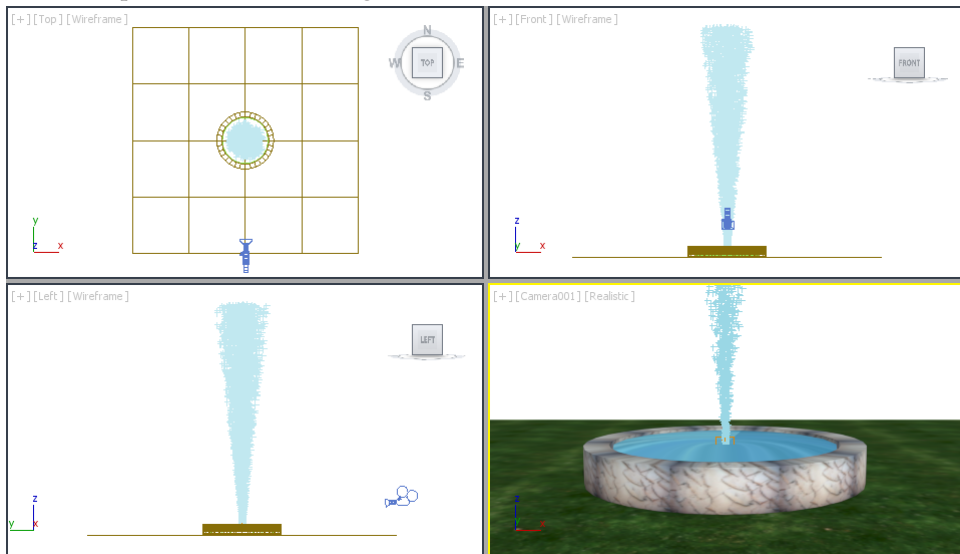 [+] [Top] [Wireframe]
N
W TOP E
S
y
z x
[+] [Front] [Wireframe]
FRONT
z
y x
[+] [Left] [Wireframe]
LEFT
z
y x
[+] [Camera001] [Realistic]
z
y x